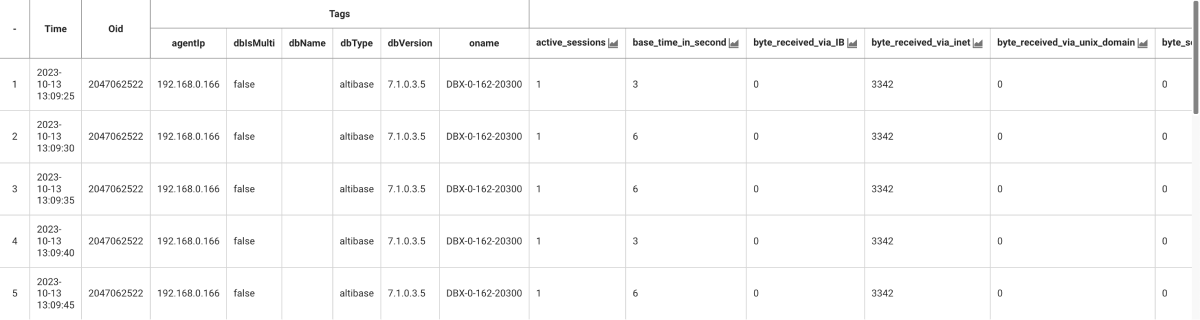 Tags
- Time Oid
agentIp dbIsMulti dbName dbType dbVersion oname active_sessions base_time_in_second byte_received_via_IB byte_received_via_inet byte_received_via_unix_domain
2023-
1 10-13 2047062522 192.168.0.166 false altibase 7.1.0.3.5 DBX-0-162-20300 1 3 0 3342 0 0
13:09:25
2023-
2 10-13 2047062522 192.168.0.166 false altibase 7.1.0.3.5 DBX-0-162-20300 1 6 0 3342 0 0
13:09:30
2023-
3 10-13 2047062522 192.168.0.166 false altibase 7.1.0.3.5 DBX-0-162-20300 1 6 0 3342 0 0
13:09:35
2023-
4 10-13 2047062522 192.168.0.166 false altibase 7.1.0.3.5 DBX-0-162-20300 1 3 0 3342 0 0
13:09:40
2023-
5 10-13 2047062522 192.168.0.166 false altibase 7.1.0.3.5 DBX-0-162-20300 1 6 0 3342 0 0
13:09:45